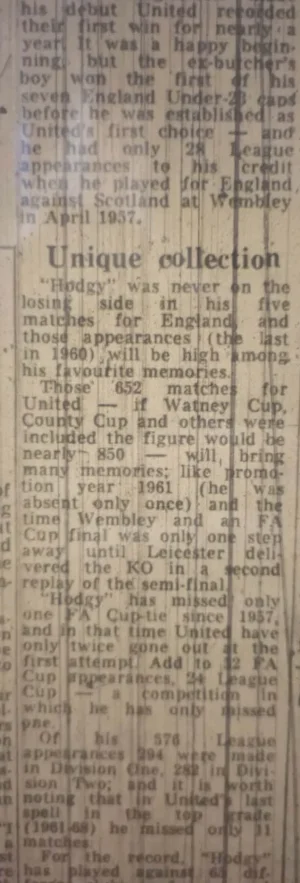 his debut United recorded
their first win for nearly a
year. It was a happy begin-
ning, but the ex-butcher's
boy won the first of his
seven England Under-23 caps
before he was established as
United's first choice — and
he had only 28 League
appearances to his credit
when he played for England
against Scotland at Wembley
in April 1957.
Unique collection
"Hodgy" was never on the
losing side in his five
matches for England, and
those appearances (the last
in 1960) will be high among
his favourite memories.
Those 652 matches for
United — if Watney Cup,
County Cup and others were
included the figure would be
nearly 850 — will bring
many memories; like promo-
tion year 1961 (he was
absent only once) and the
time Wembley and an FA
Cup final was only one step
away until Leicester deli-
vered the KO in a second
replay of the semi-final.
"Hodgy" has missed only
one FA Cup-tie since 1957,
and in that time United have
only twice gone out at the
first attempt. Add to 52 FA
Cup appearances, 24 League
Cup — a competition in
which he has only missed
one.
Of his 576 League
appearances 294 were made
in Division One, 282 in Divi-
sion Two; and it is worth
noting that in United's last
spell in the top grade
(1961-68) he missed only 11
matches.
For the record, "Hodgy"
has played against 65 dif-